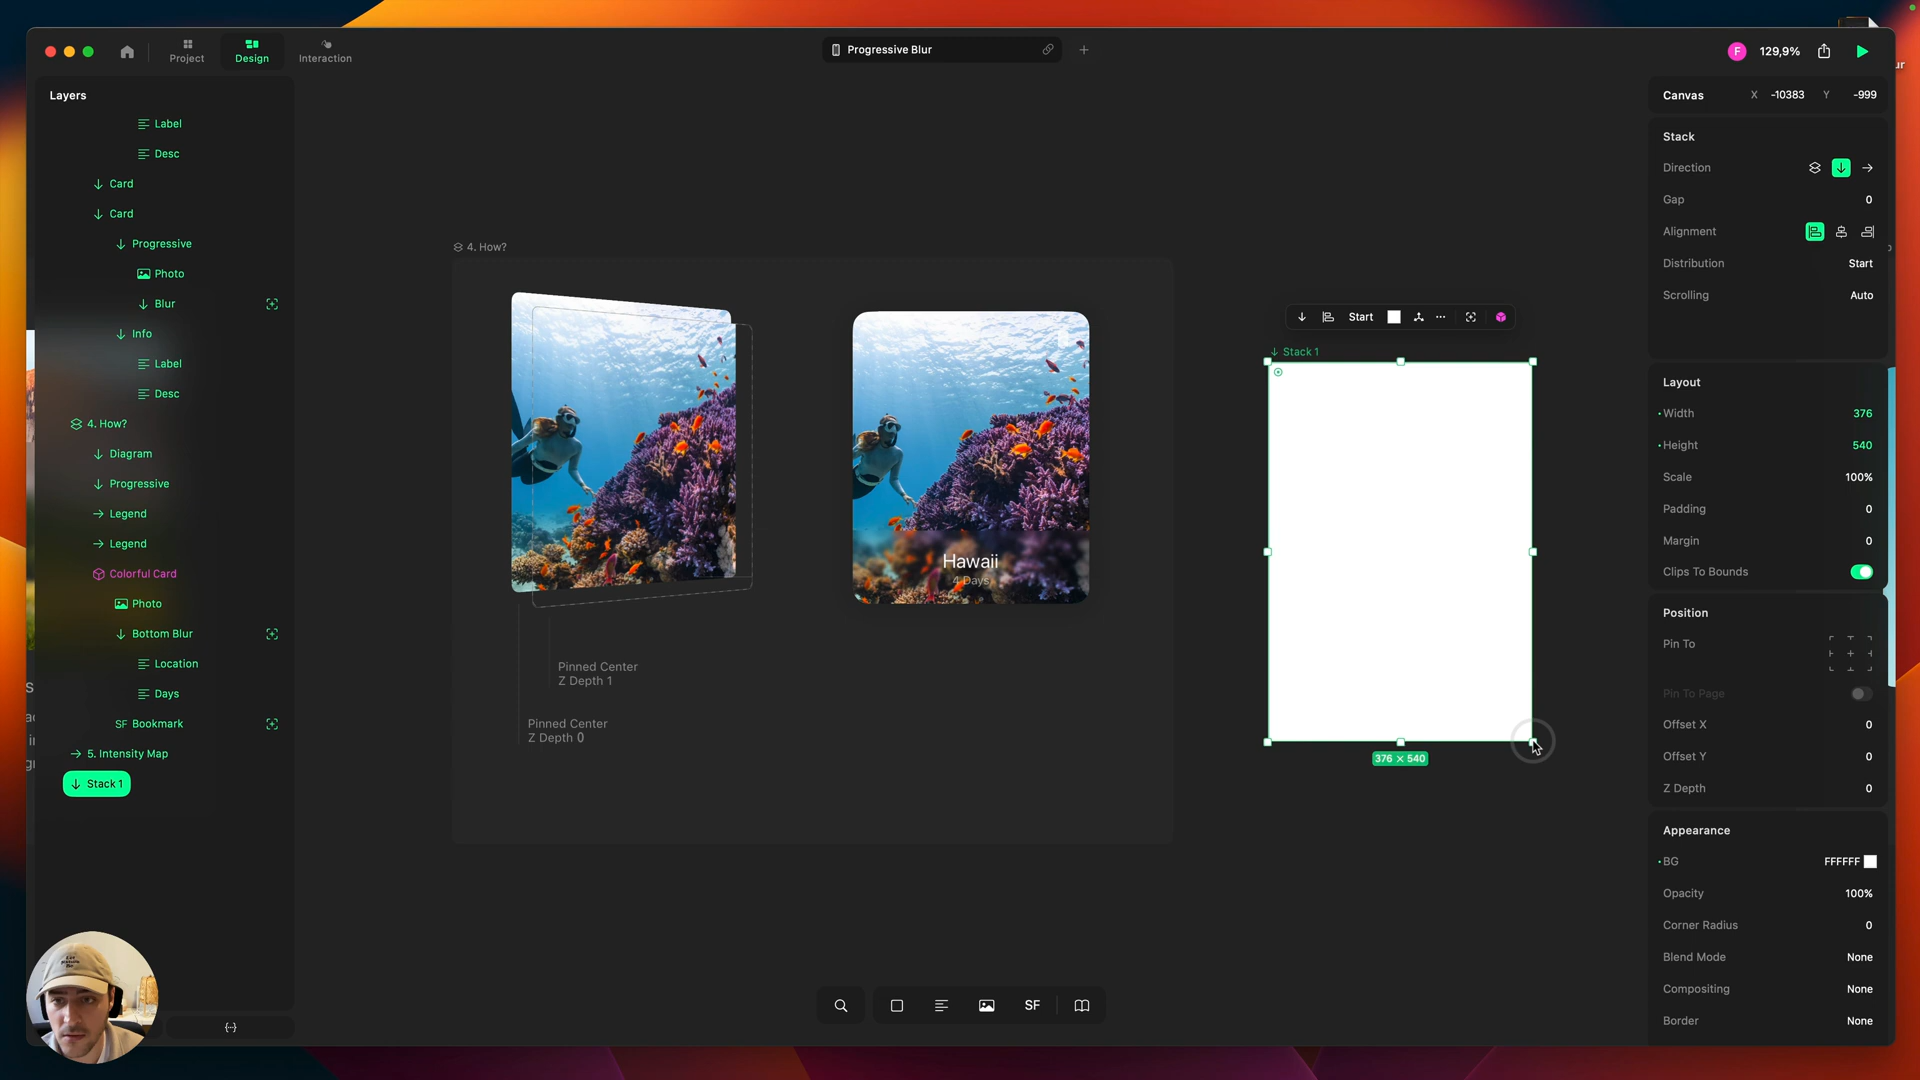 Project
Design
Interaction
Progressive Blur
F
129,9%
Layers
Label
Desc
Card
Card
Progressive
Photo
Blur
Info
Label
Desc
4. How?
Diagram
Progressive
Legend
Legend
Colorful Card
Photo
Bottom Blur
Location
Days
SF Bookmark
5. Intensity Map
Stack 1
4. How?
Hawaii
4 Days
Pinned Center
Z Depth 1
Pinned Center
Z Depth 0
Start
Stack 1
376 × 540
SF
Canvas X -10383 Y -999
Stack
Direction
Gap 0
Alignment
Distribution Start
Scrolling Auto
Layout
Width 376
Height 540
Scale 100%
Padding 0
Margin 0
Clips To Bounds
Position
Pin To
Pin To Page
Offset X 0
Offset Y 0
Z Depth 0
Appearance
BG FFFFFF
Opacity 100%
Corner Radius 0
Blend Mode None
Compositing None
Border None